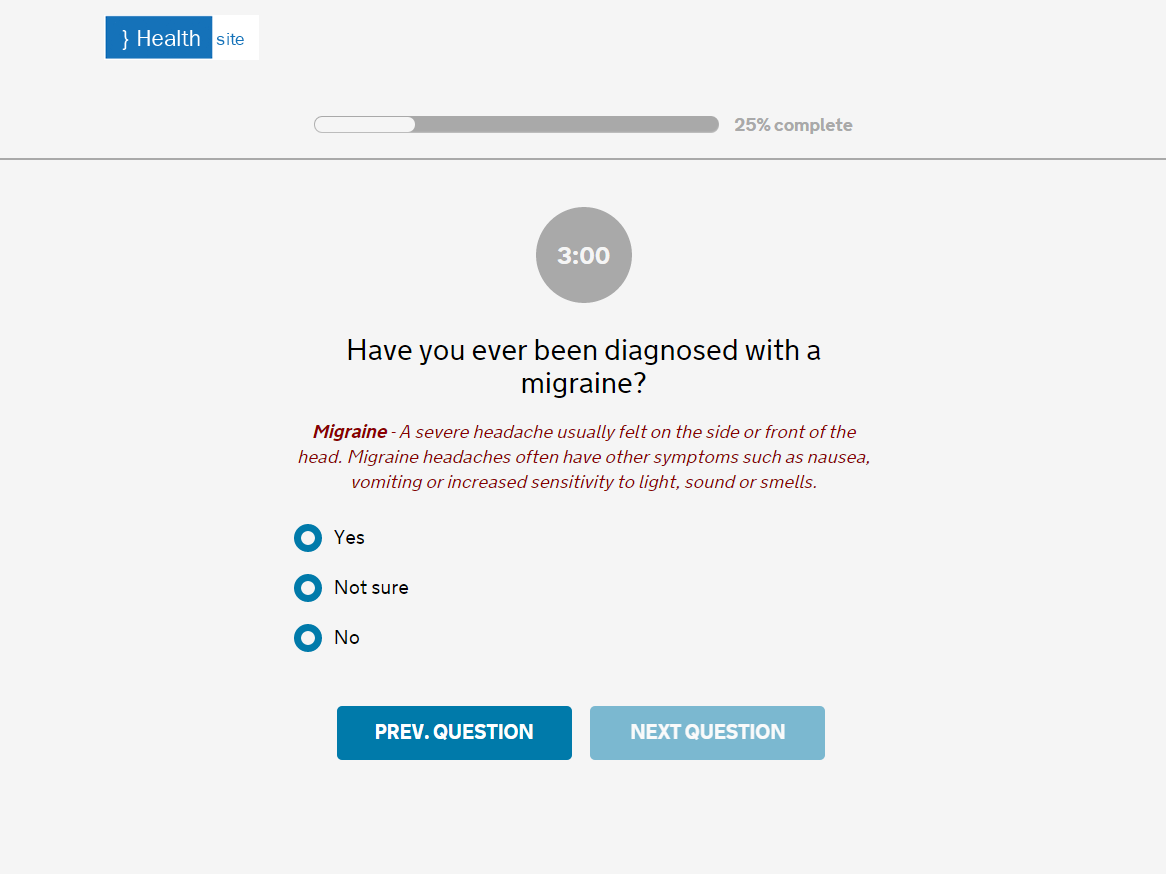 } Health site
25% complete
3:00
Have you ever been diagnosed with a
migraine?
Migraine - A severe headache usually felt on the side or front of the
head. Migraine headaches often have other symptoms such as nausea,
vomiting or increased sensitivity to light, sound or smells.
Yes
Not sure
No
PREV. QUESTION NEXT QUESTION